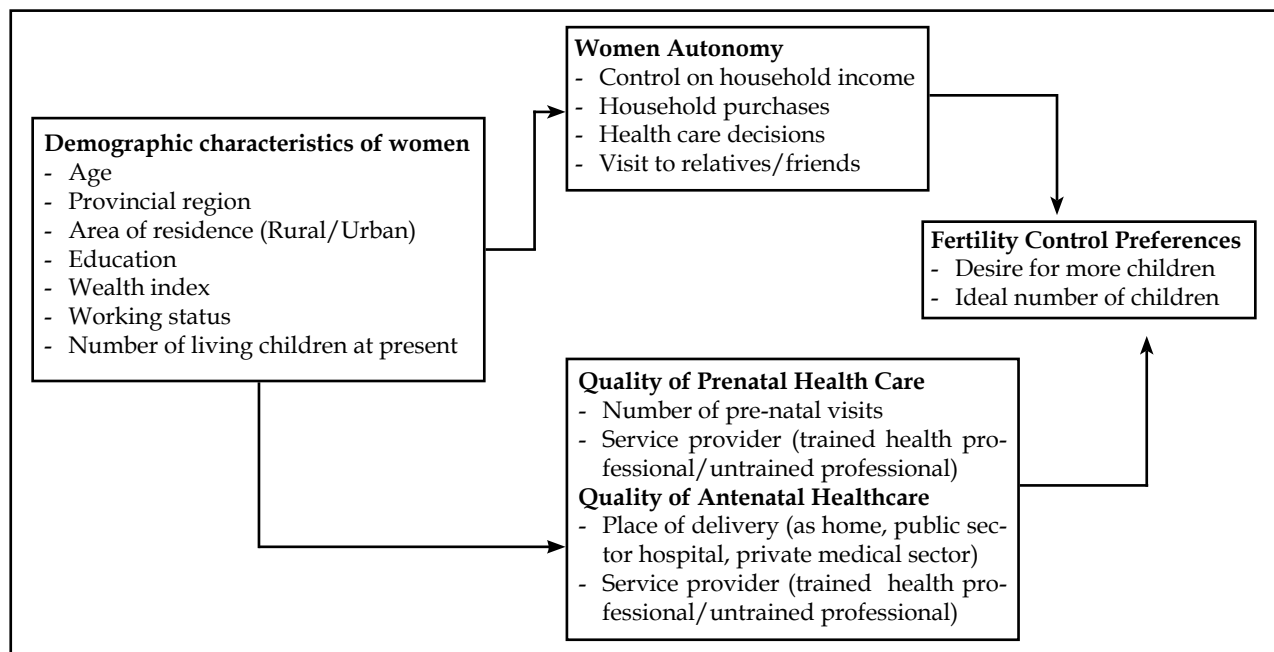 Women Autonomy
- Control on household income
- Household purchases
- Health care decisions
- Visit to relatives/friends
Demographic characteristics of women
- Age
- Provincial region
- Area of residence (Rural/Urban)
- Education
- Wealth index
- Working status
- Number of living children at present
Fertility Control Preferences
- Desire for more children
- Ideal number of children
Quality of Prenatal Health Care
- Number of pre-natal visits
- Service provider (trained health pro-
fessional/untrained professional)
Quality of Antenatal Healthcare
- Place of delivery (as home, public sec-
tor hospital, private medical sector)
- Service provider (trained health pro-
fessional/untrained professional)